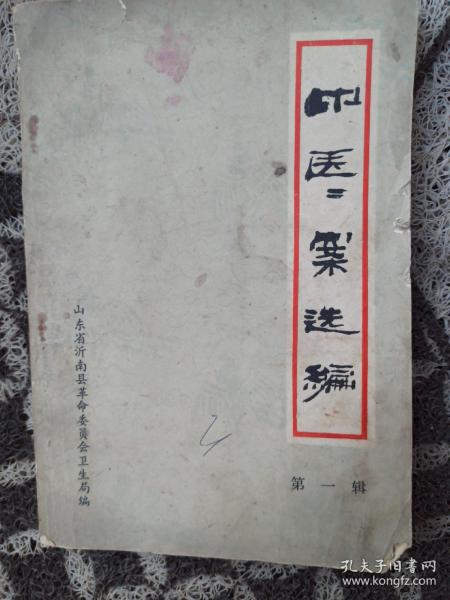 中医〻案选编
第一辑
山东省沂南县革命委员会卫生局编
孔夫子旧书网
www.kongfz.com